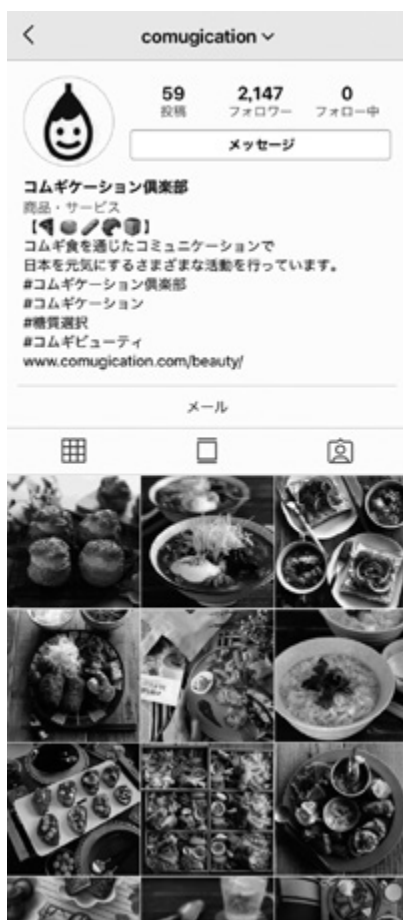 comugication
59 2,147 0
投稿 フォロワー フォロー中
メッセージ
コムギケーション倶楽部
商品・サービス
【】
コムギ食を通じたコミュニケーションで
日本を元気にするさまざまな活動を行っています。
#コムギケーション倶楽部
#コムギケーション
#糖質選択
#コムギビューティ
www.comugication.com/beauty/
メール